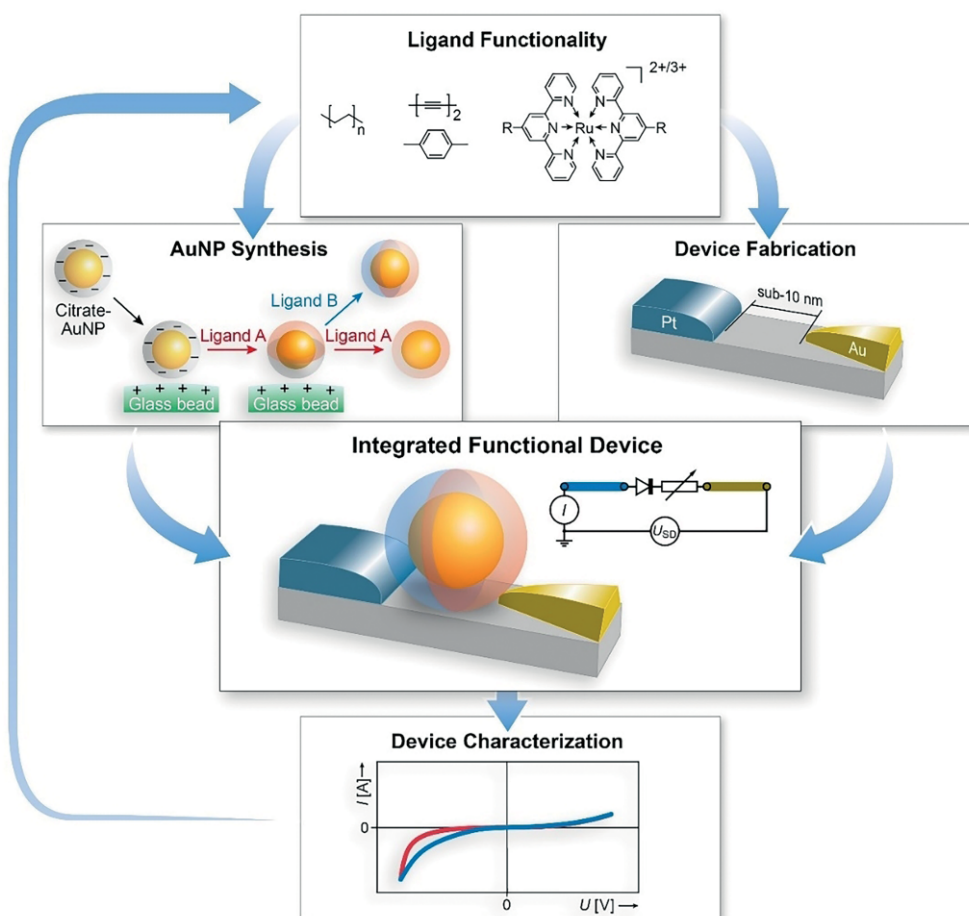 Ligand Functionality
2+/3+
n
2
N
N
R
N
Ru
N
R
N
N
AuNP Synthesis
Citrate-
AuNP
Ligand B
Ligand A
Ligand A
+ + + +
Glass bead
+ + + +
Glass bead
Device Fabrication
sub-10 nm
Pt
Au
Integrated Functional Device
I
U_SD
Device Characterization
I [A]
0
0
U [V]